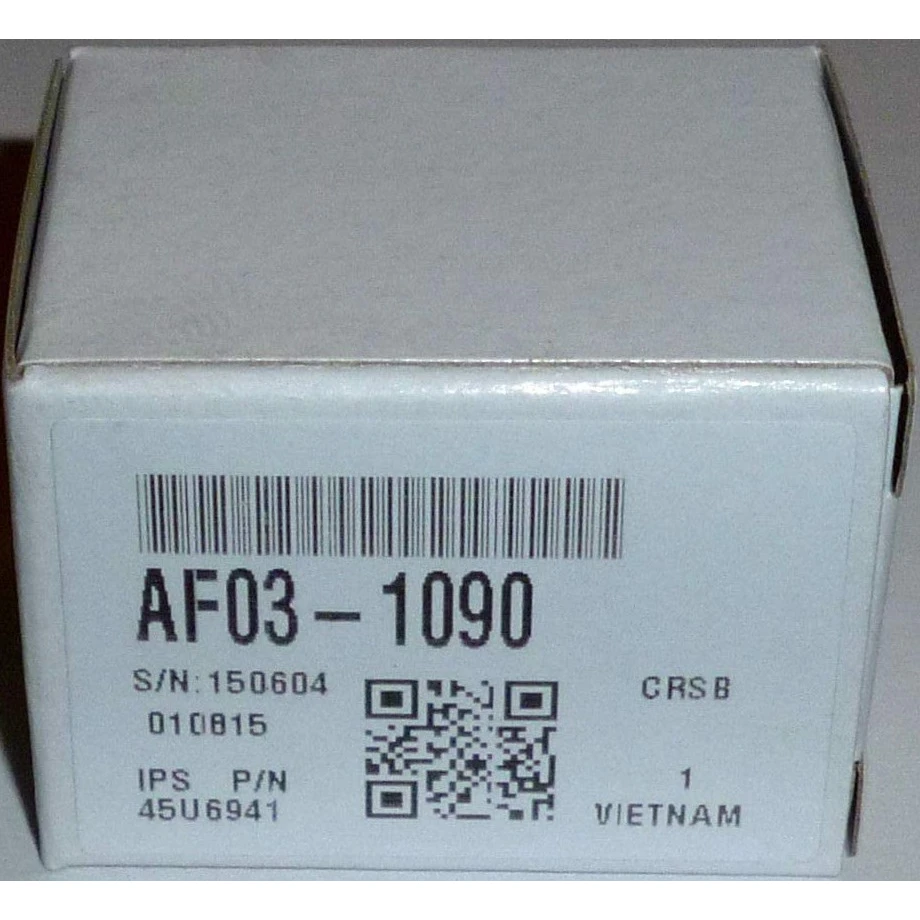 AF03-1090
S/N:150604
010815
CRSB
IPS P/N
45U6941
1
VIETNAM